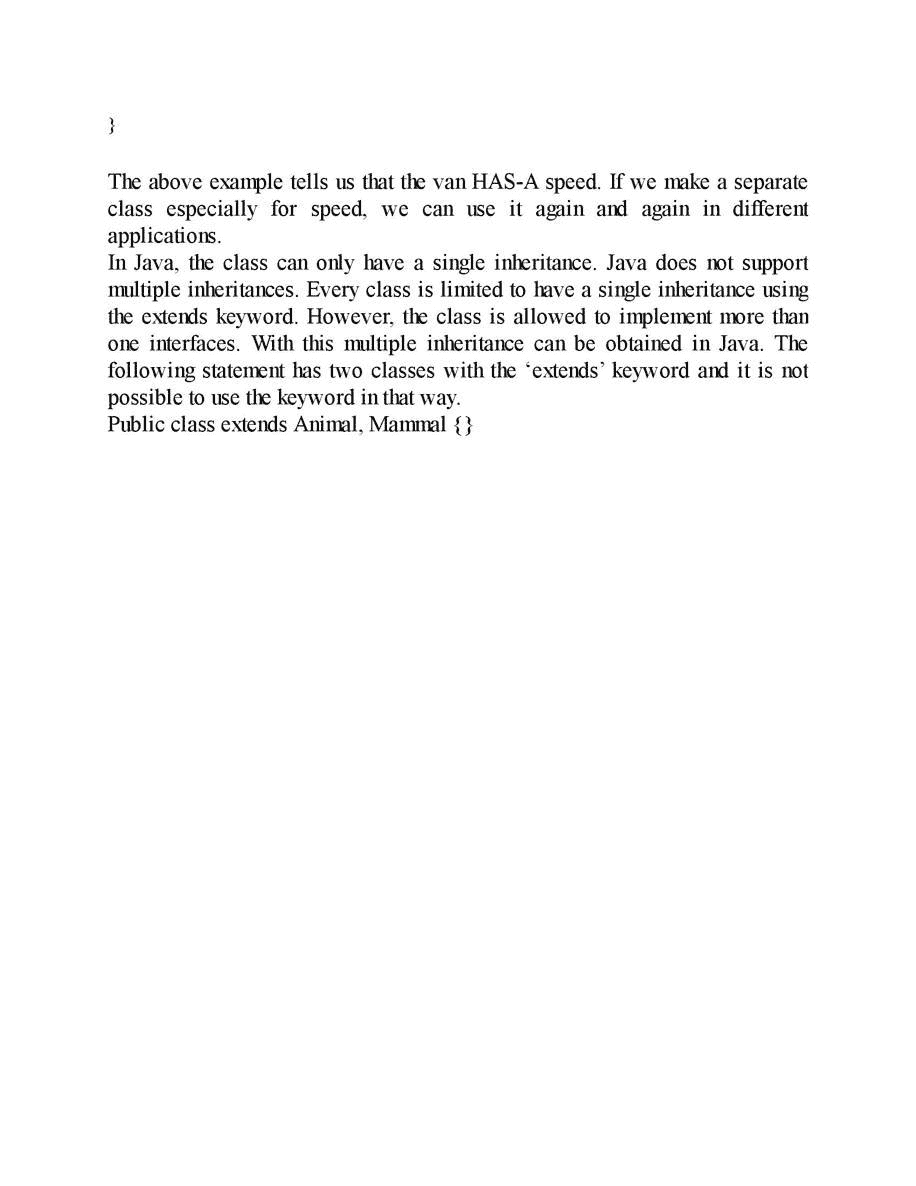 }
The above example tells us that the van HAS-A speed. If we make a separate
class especially for speed, we can use it again and again in different
applications.
In Java, the class can only have a single inheritance. Java does not support
multiple inheritances. Every class is limited to have a single inheritance using
the extends keyword. However, the class is allowed to implement more than
one interfaces. With this multiple inheritance can be obtained in Java. The
following statement has two classes with the ‘extends’ keyword and it is not
possible to use the keyword in that way.
Public class extends Animal, Mammal {}